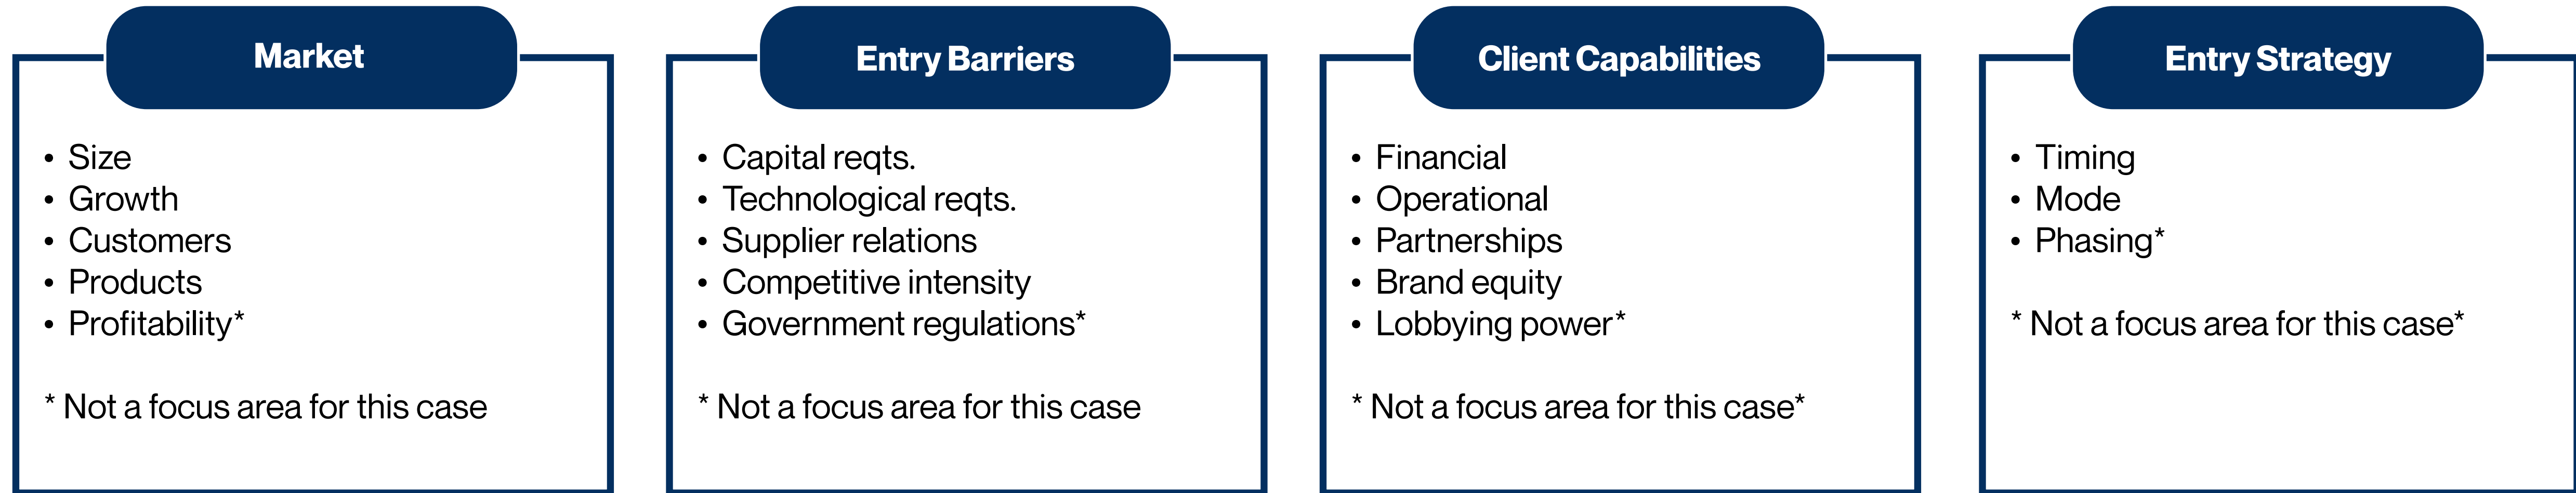 Market
• Size
• Growth
• Customers
• Products
• Profitability*
* Not a focus area for this case
Entry Barriers
• Capital reqts.
• Technological reqts.
• Supplier relations
• Competitive intensity
• Government regulations*
* Not a focus area for this case
Client Capabilities
• Financial
• Operational
• Partnerships
• Brand equity
• Lobbying power*
* Not a focus area for this case*
Entry Strategy
• Timing
• Mode
• Phasing*
* Not a focus area for this case*